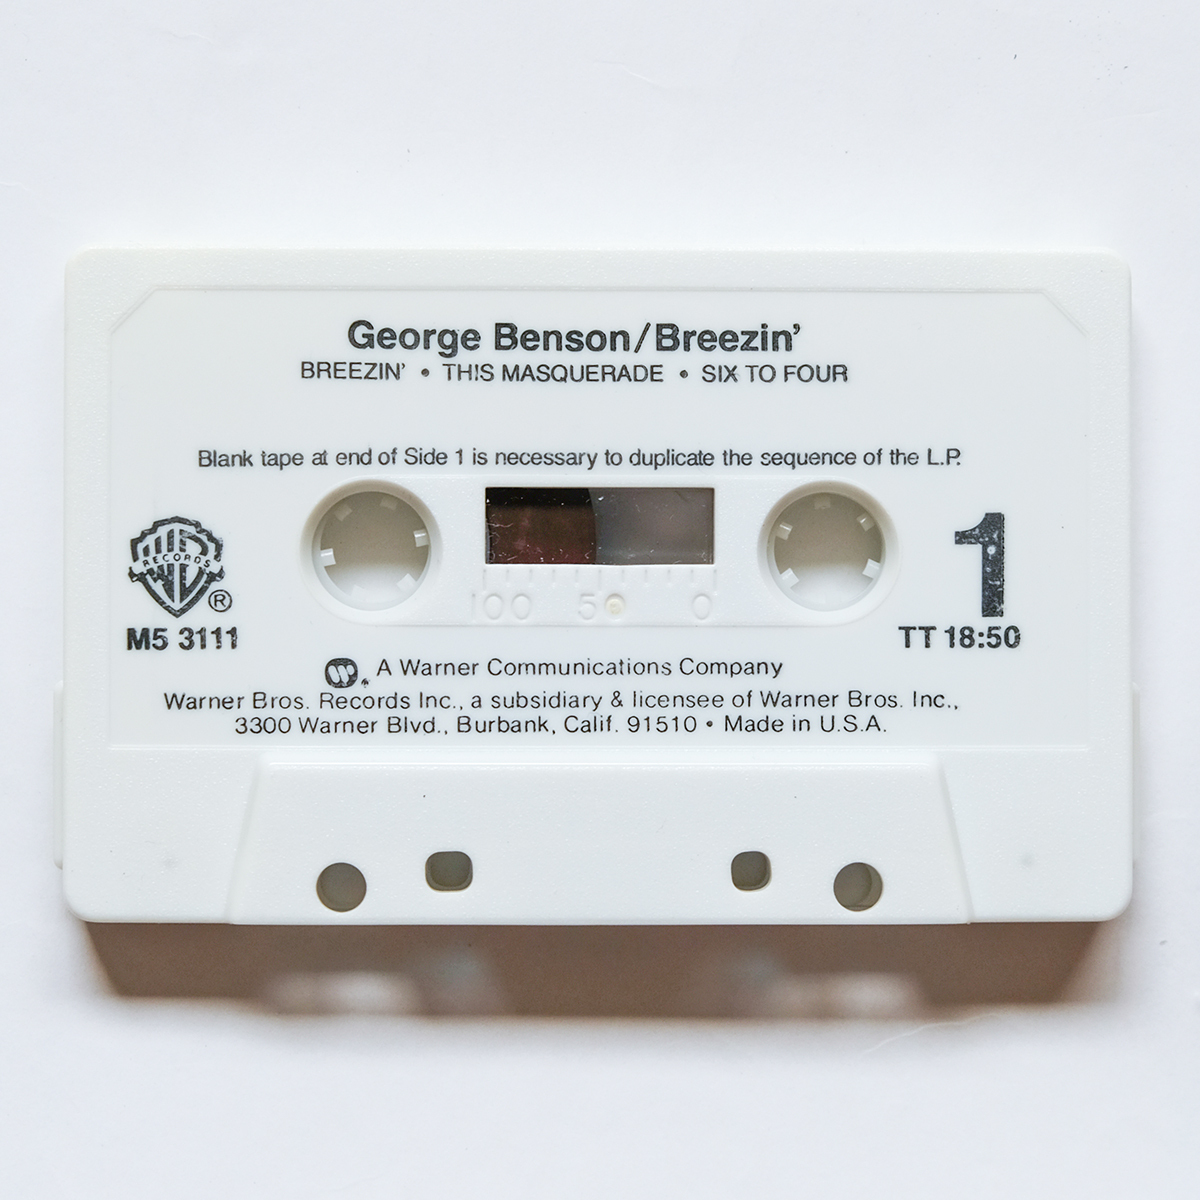 George Benson/Breezin'
BREEZIN' • THIS MASQUERADE • SIX TO FOUR
Blank tape at end of Side 1 is necessary to duplicate the sequence of the L.P.
WB
RECORDS
®
M5 3111
1
TT 18:50
100 50 0
A Warner Communications Company
Warner Bros. Records Inc., a subsidiary & licensee of Warner Bros. Inc.,
3300 Warner Blvd., Burbank, Calif. 91510 • Made in U.S.A.